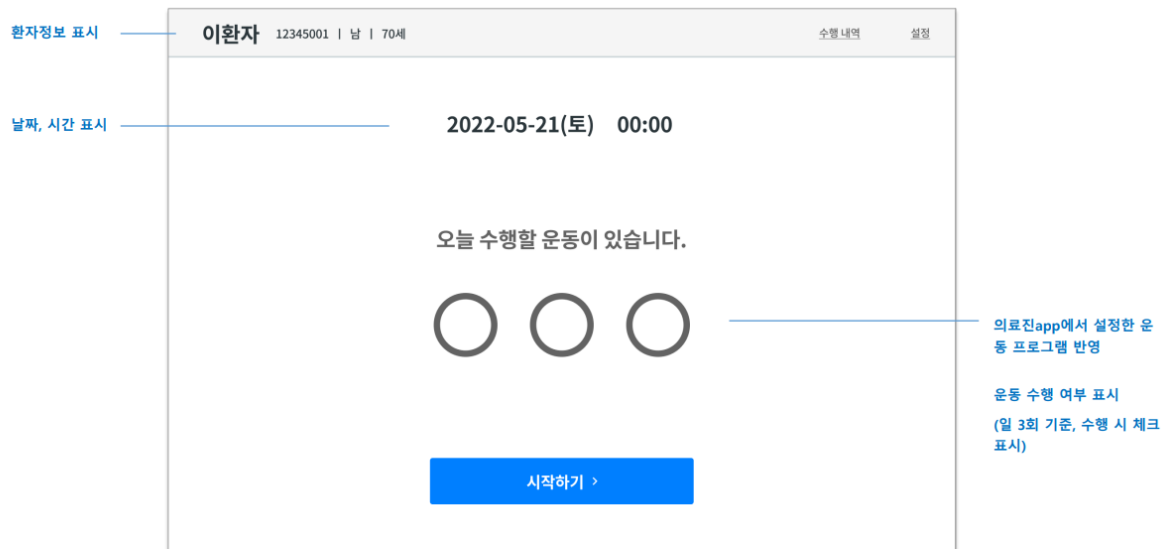 환자정보 표시
이환자 12345001 | 남 | 70세
수행 내역
설정
날짜, 시간 표시
2022-05-21(토) 00:00
오늘 수행할 운동이 있습니다.
의료진app에서 설정한 운
동 프로그램 반영
운동 수행 여부 표시
(일 3회 기준, 수행 시 체크
표시)
시작하기 >